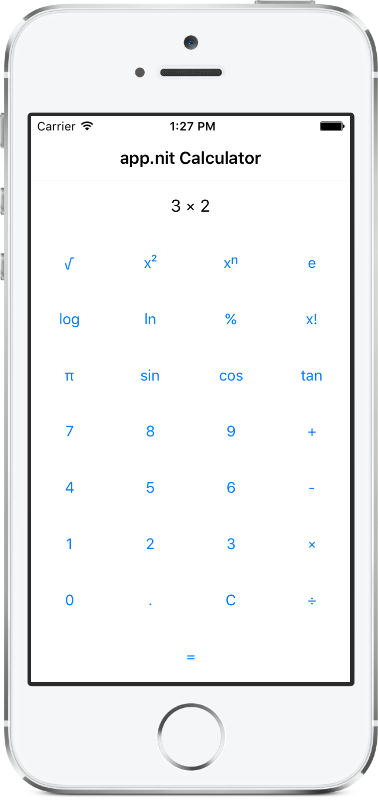 Carrier 1:27 PM
app.nit Calculator
3 × 2
√ x² xⁿ e
log ln % x!
π sin cos tan
7 8 9 +
4 5 6 -
1 2 3 ×
0 . C ÷
=